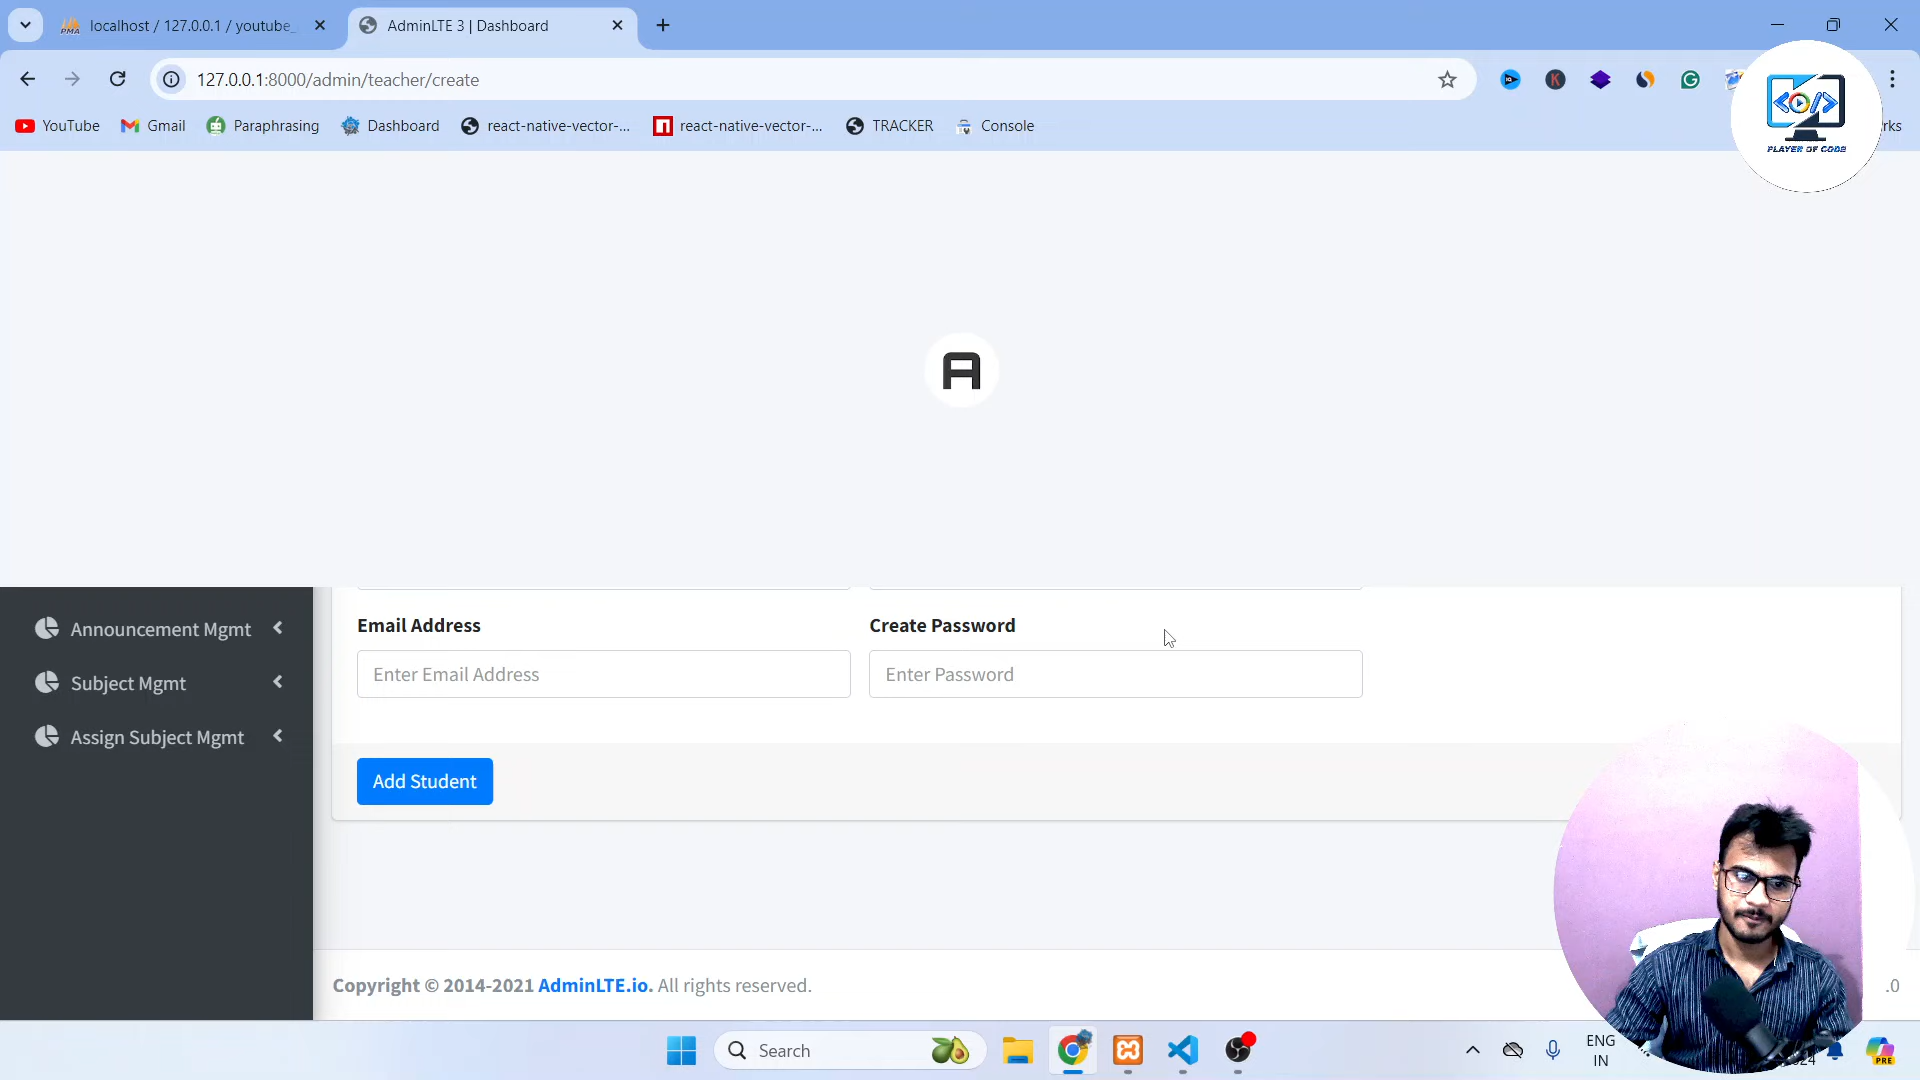 localhost / 127.0.0.1 / youtube_
AdminLTE 3 | Dashboard
127.0.0.1:8000/admin/teacher/create
YouTube
Gmail
Paraphrasing
Dashboard
react-native-vector-...
react-native-vector-...
TRACKER
Console
rks
PLAYER OF CODE
Announcement Mgmt
Subject Mgmt
Assign Subject Mgmt
Email Address
Create Password
Enter Email Address
Enter Password
Add Student
Copyright © 2014-2021 AdminLTE.io. All rights reserved.
.0
Search
ENG
IN
PRE